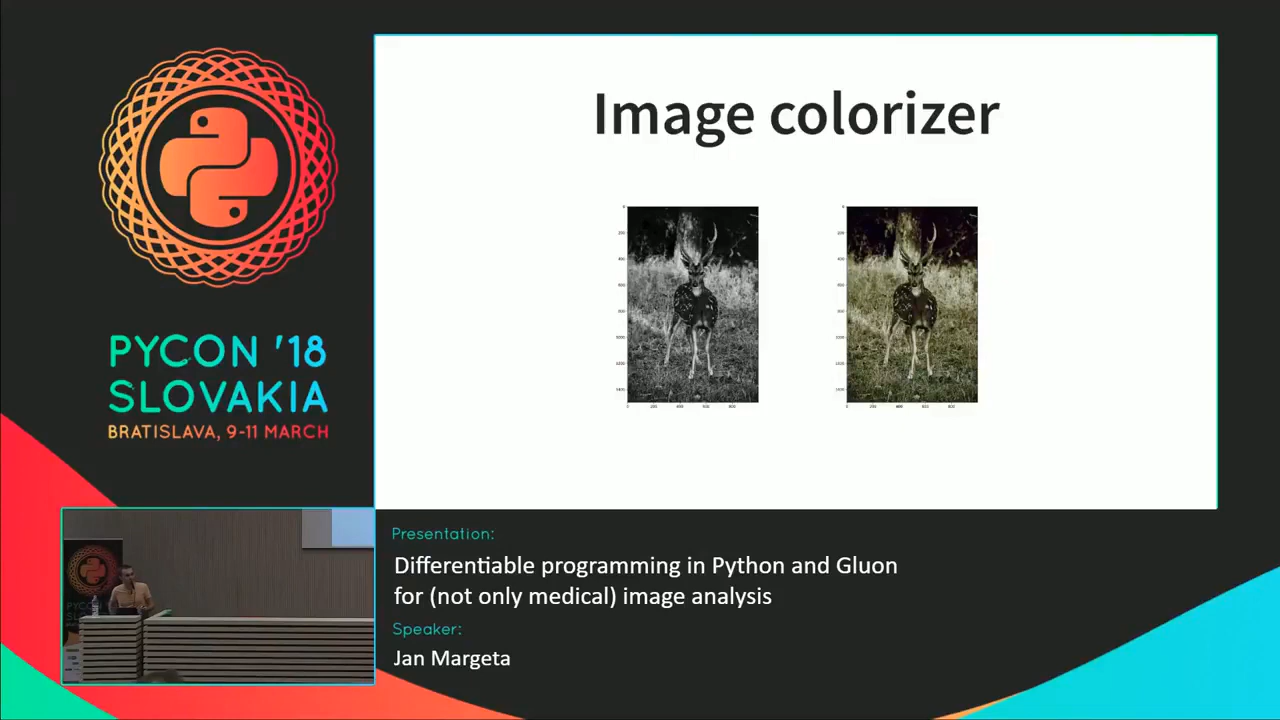 Image colorizer
PYCON '18
SLOVAKIA
BRATISLAVA, 9-11 MARCH
Presentation:
Differentiable programming in Python and Gluon
for (not only medical) image analysis
Speaker:
Jan Margeta